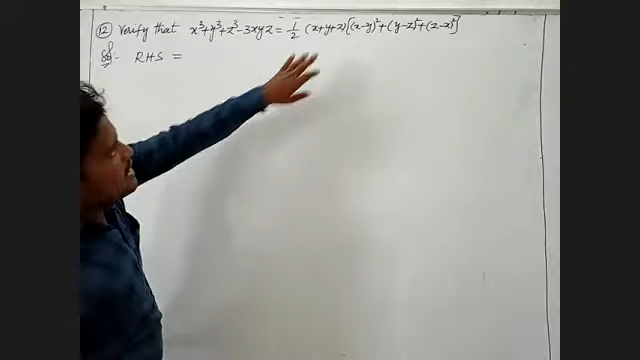 (12) Verify that x³+y³+z³-3xyz = 1/2 (x+y+z)[(x-y)²+(y-z)²+(z-x)²]
Sol:- RHS =